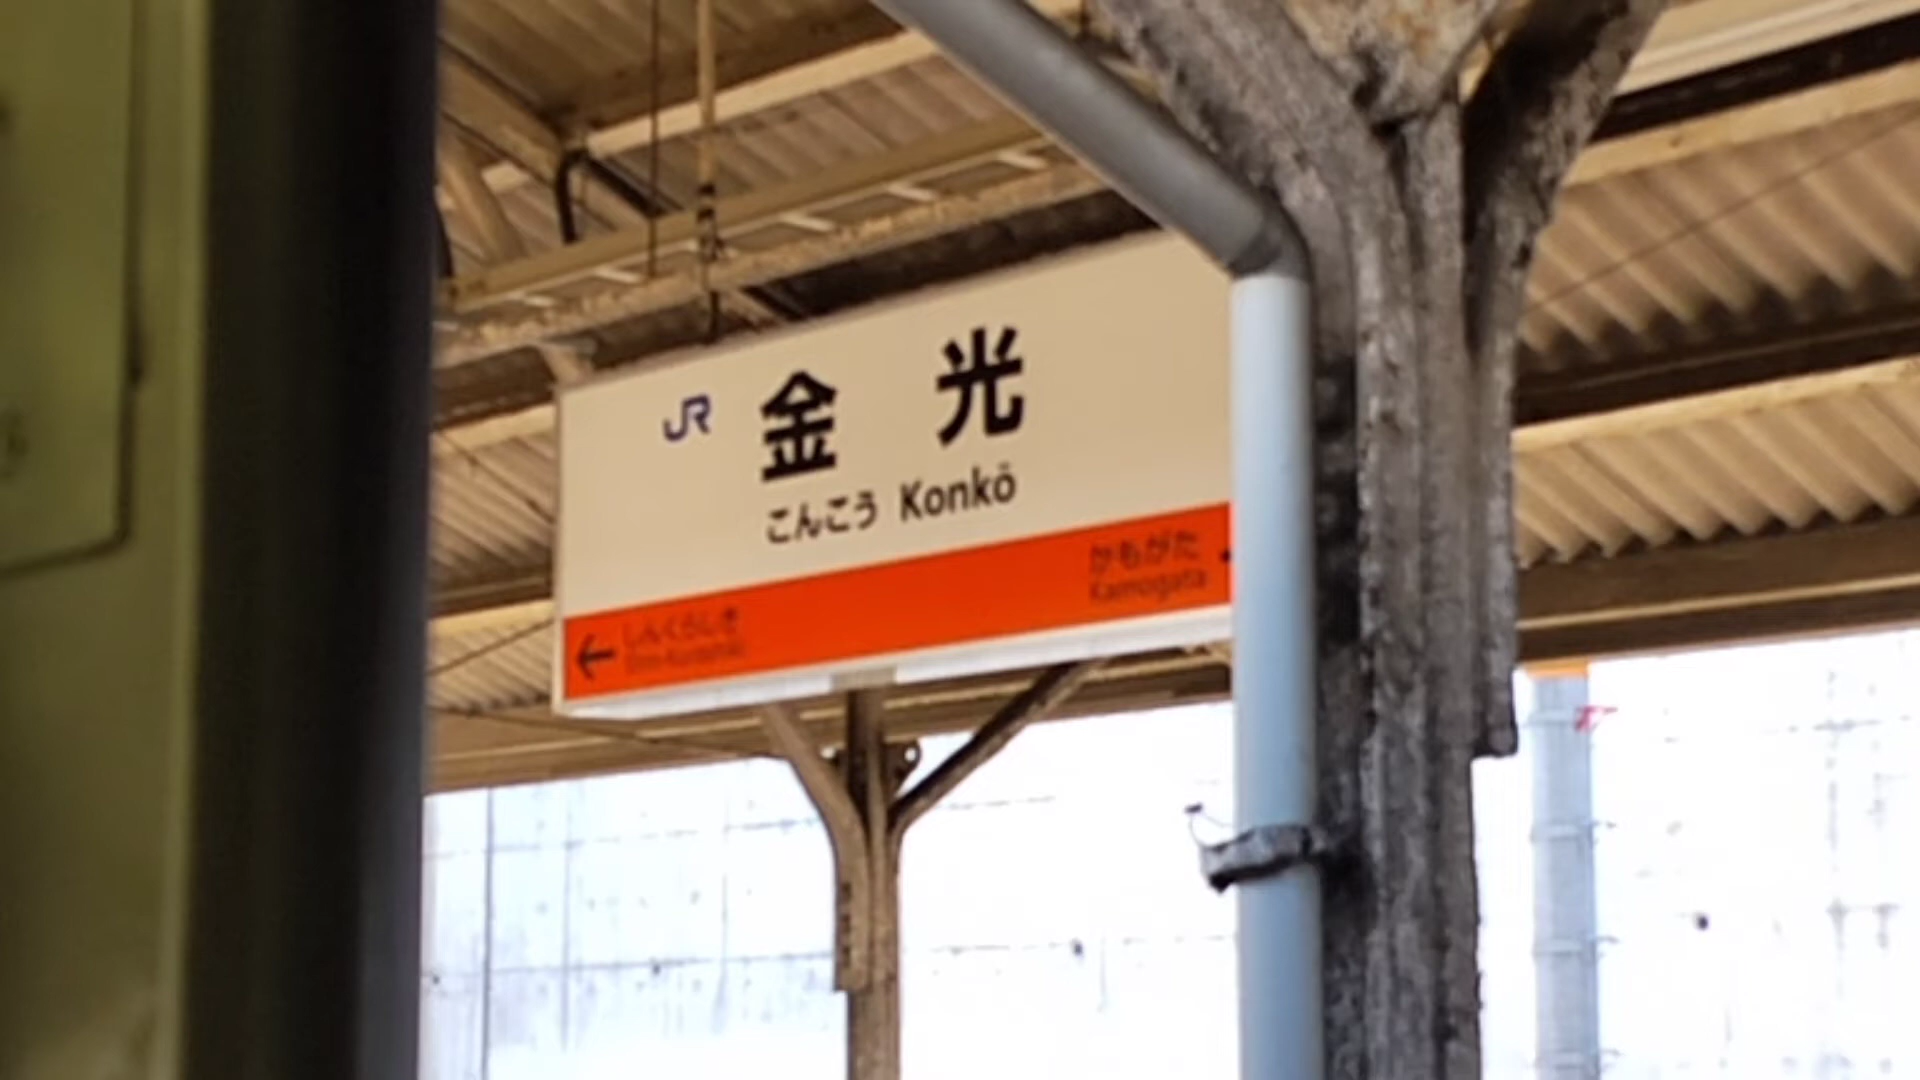 JR 金光
こんこう Konkō
かもがた
Kamogata
← しんくらしき
Shin-Kurashiki